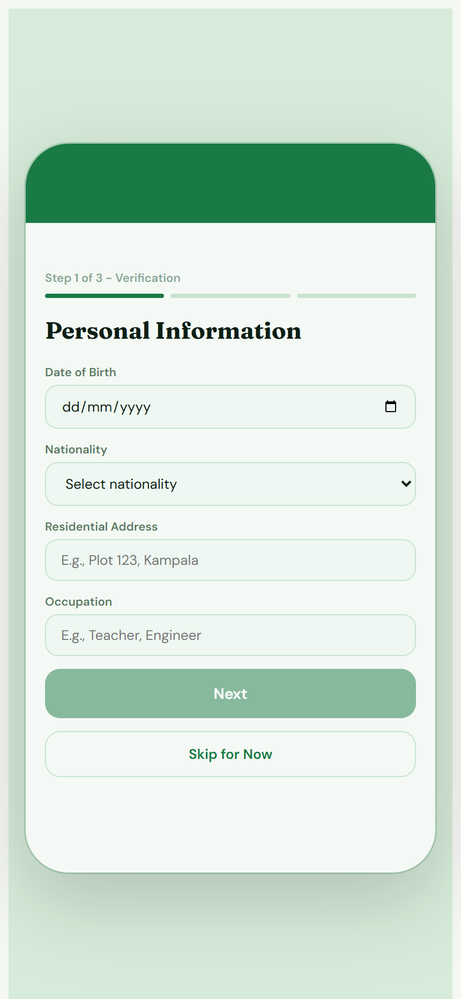 Step 1 of 3 – Verification
Personal Information
Date of Birth
dd/mm/yyyy
Nationality
Select nationality
Residential Address
E.g., Plot 123, Kampala
Occupation
E.g., Teacher, Engineer
Next
Skip for Now